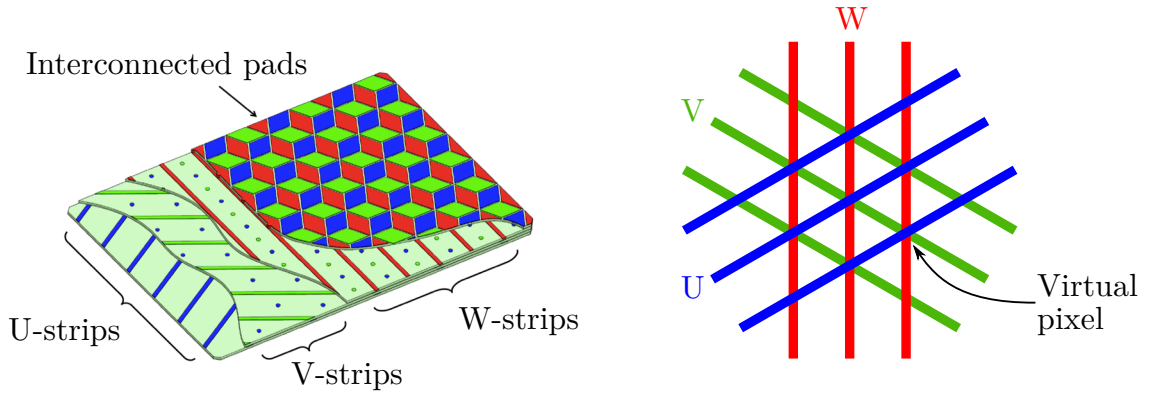 Interconnected pads
U-strips
V-strips
W-strips
W
V
U
Virtual
pixel